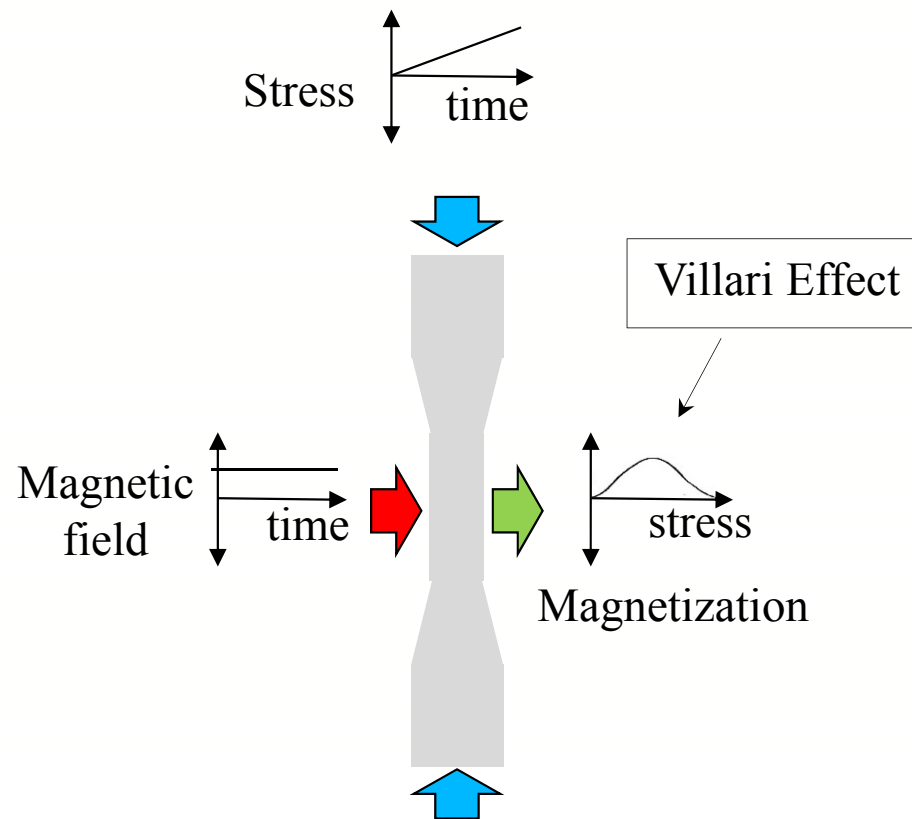 Stress
time
Villari Effect
Magnetic
field
time
stress
Magnetization